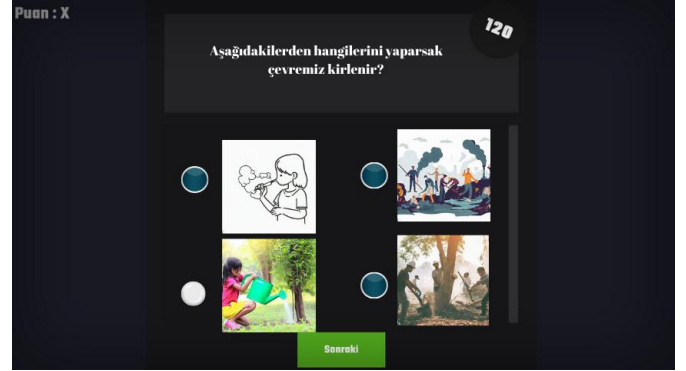 Puan : X
120
Aşağıdakilerden hangilerini yaparsak
çevremiz kirlenir?
Sonraki